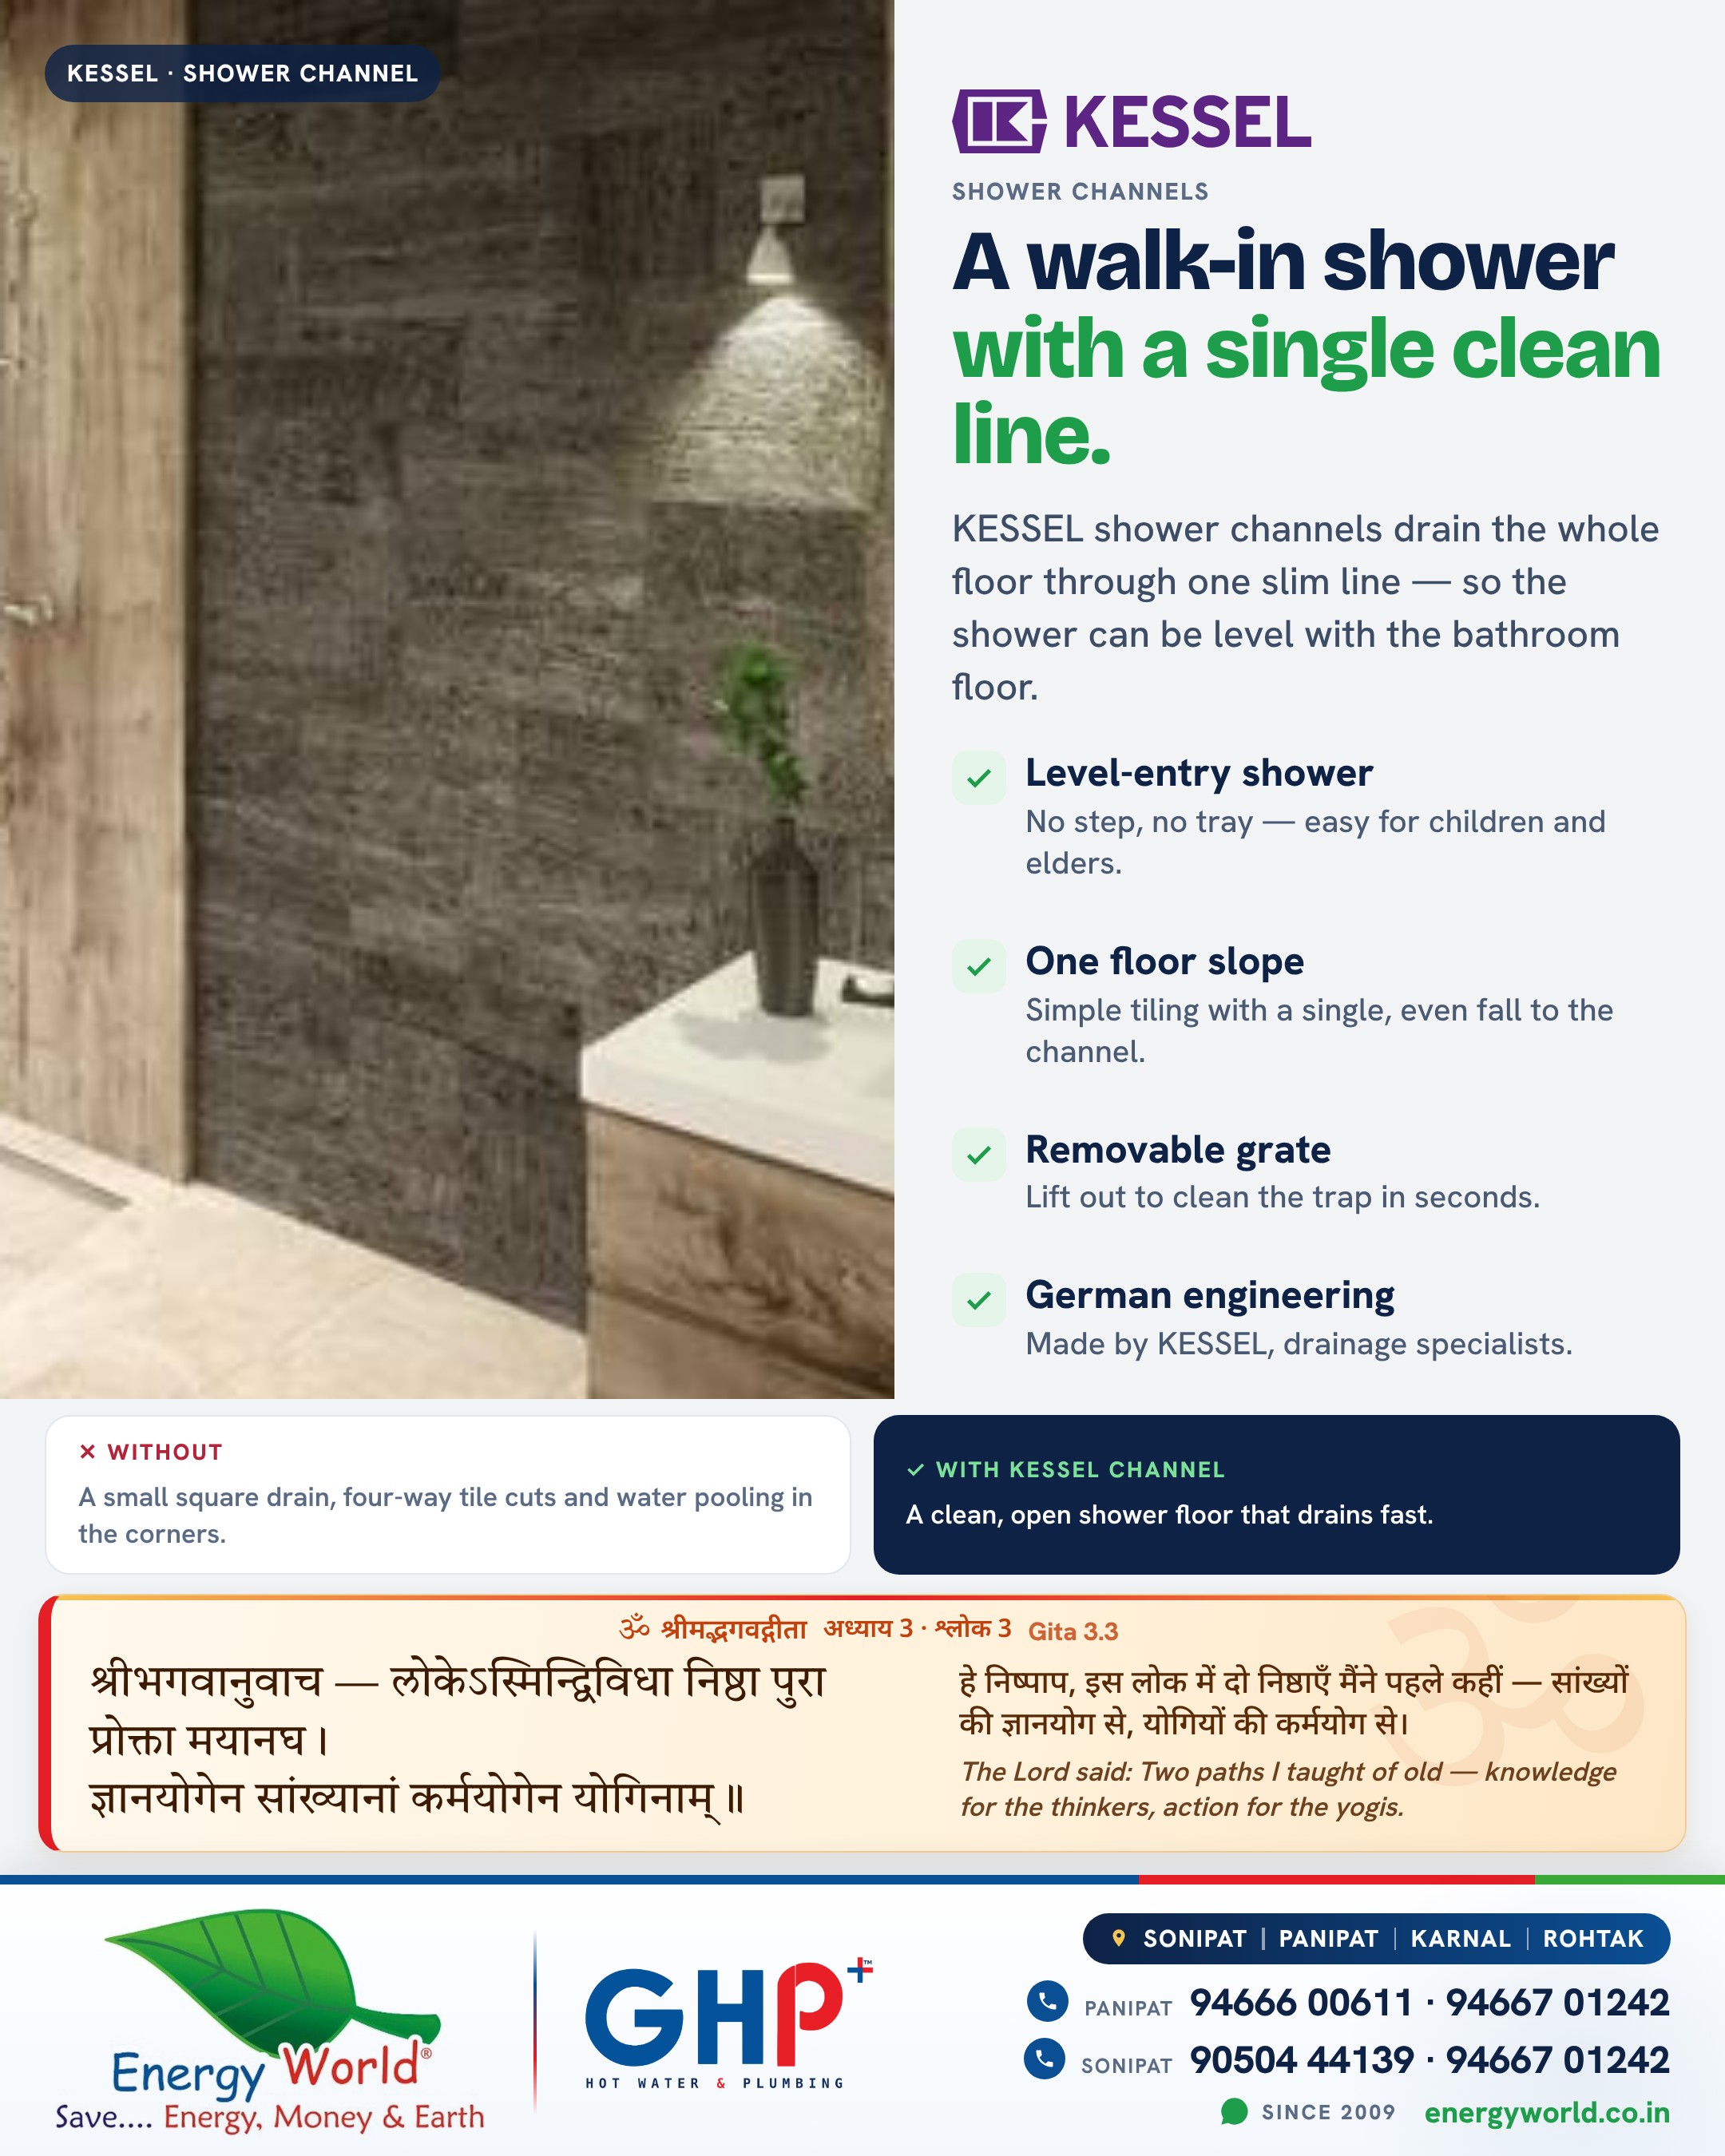 KESSEL · SHOWER CHANNEL
KESSEL
SHOWER CHANNELS
A walk-in shower
with a single clean
line.
KESSEL shower channels drain the whole
floor through one slim line — so the
shower can be level with the bathroom
floor.
Level-entry shower
No step, no tray — easy for children and
elders.
One floor slope
Simple tiling with a single, even fall to the
channel.
Removable grate
Lift out to clean the trap in seconds.
German engineering
Made by KESSEL, drainage specialists.
× WITHOUT
A small square drain, four-way tile cuts and water pooling in
the corners.
✓ WITH KESSEL CHANNEL
A clean, open shower floor that drains fast.
ॐ श्रीमद्भगवद्गीता अध्याय 3 · श्लोक 3 Gita 3.3
श्रीभगवानुवाच — लोकेऽस्मिन्द्विविधा निष्ठा पुरा
प्रोक्ता मयानघ।
ज्ञानयोगेन सांख्यानां कर्मयोगेन योगिनाम्॥
हे निष्पाप, इस लोक में दो निष्ठाएँ मैंने पहले कहीं — सांख्यों
की ज्ञानयोग से, योगियों की कर्मयोग से।
The Lord said: Two paths I taught of old — knowledge
for the thinkers, action for the yogis.
Energy World®
Save.... Energy, Money & Earth
GHP+™
HOT WATER & PLUMBING
SONIPAT | PANIPAT | KARNAL | ROHTAK
PANIPAT 94666 00611 · 94667 01242
SONIPAT 90504 44139 · 94667 01242
SINCE 2009 energyworld.co.in